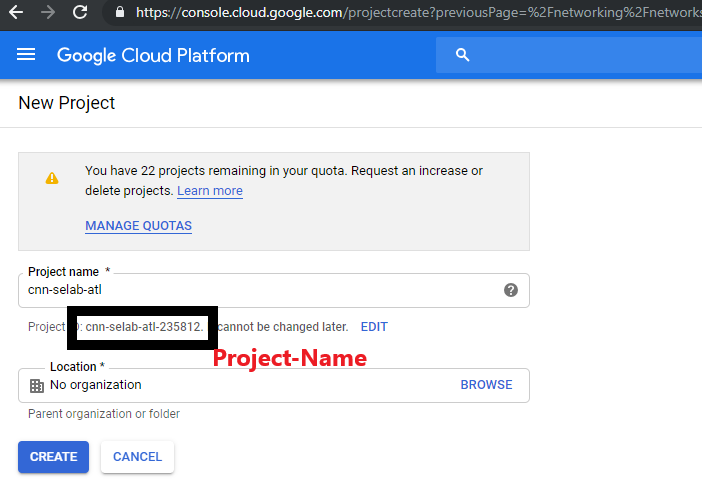 https://console.cloud.google.com/projectcreate?previousPage=%2Fnetworking%2Fnetworks
Google Cloud Platform
New Project
You have 22 projects remaining in your quota. Request an increase or
delete projects. Learn more
MANAGE QUOTAS
Project name *
cnn-selab-atl
Project D: cnn-selab-atl-235812. cannot be changed later. EDIT
Project-Name
Location *
No organization BROWSE
Parent organization or folder
CREATE CANCEL